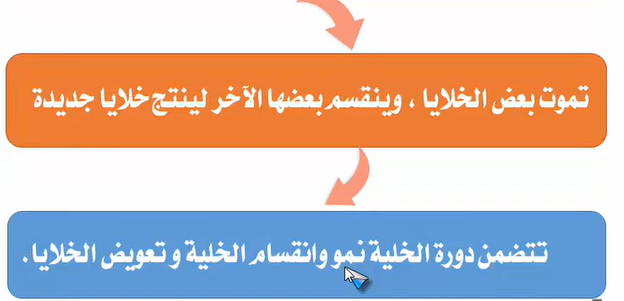 تموت بعض الخلايا ، وينقسم بعضها الآخر لينتج خلايا جديدة
تتضمن دورة الخلية نمو وانقسام الخلية و تعويض الخلايا .